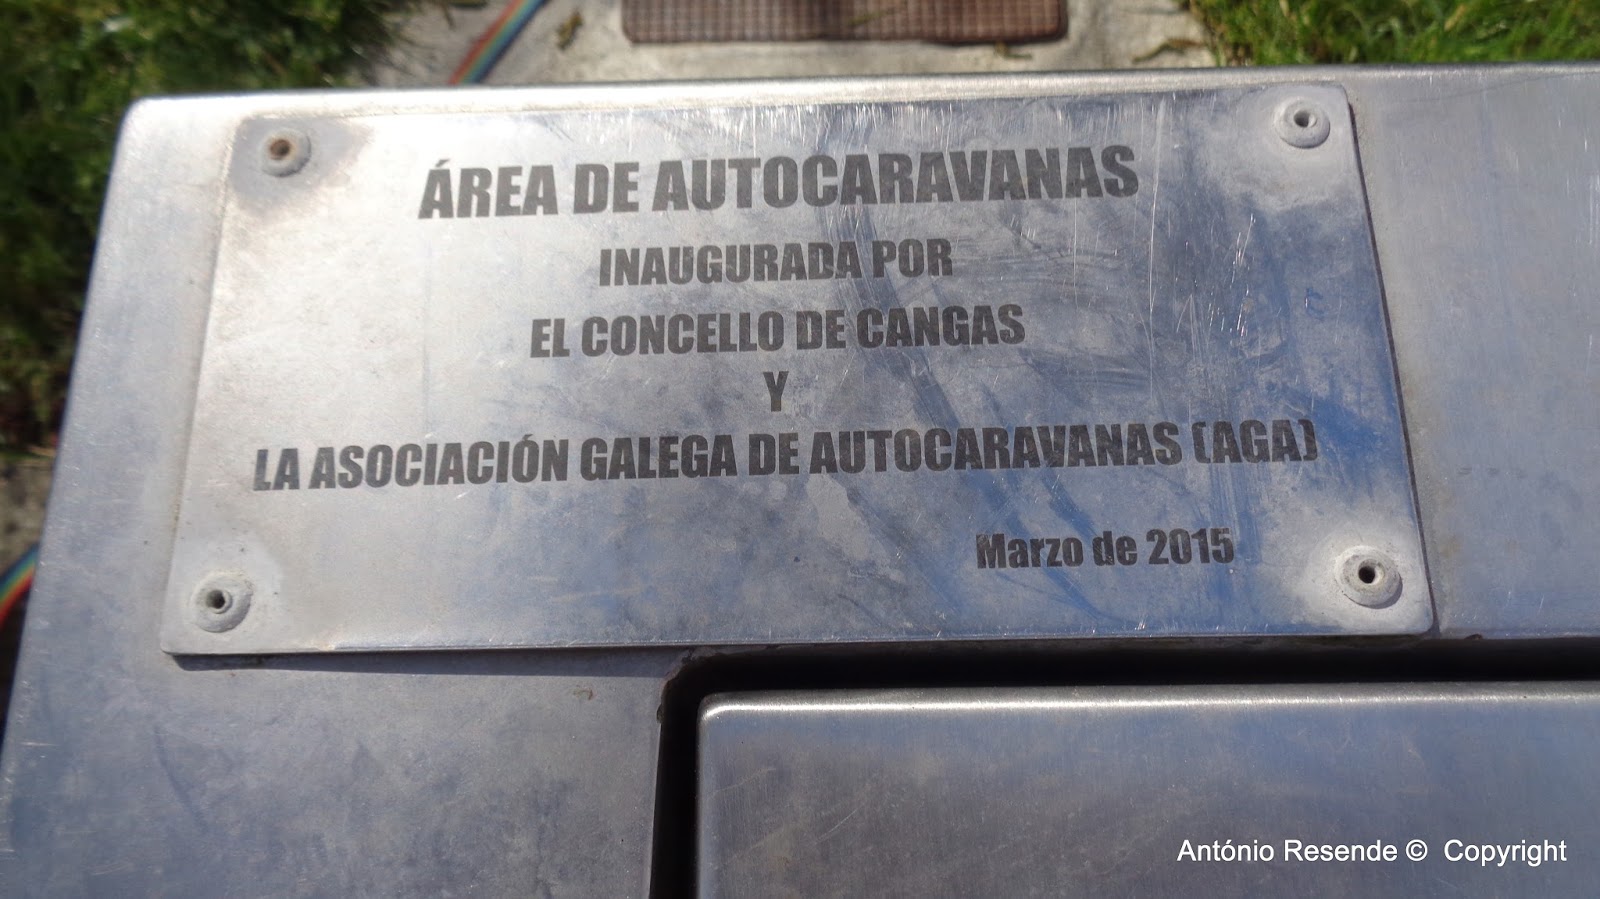 ÁREA DE AUTOCARAVANAS
INAUGURADA POR
EL CONCELLO DE CANGAS
Y
LA ASOCIACIÓN GALEGA DE AUTOCARAVANAS (AGA)
Marzo de 2015
António Resende © Copyright